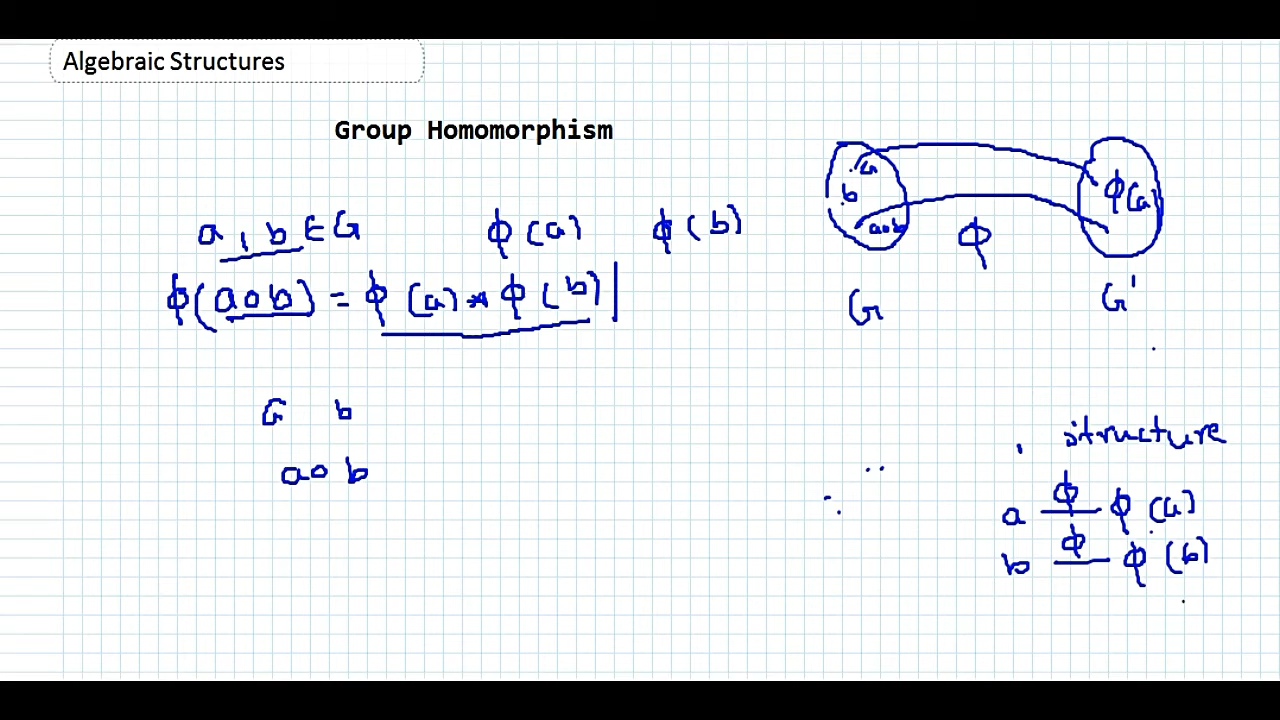 Algebraic Structures
Group Homomorphism
a , b ∈ G
ϕ(a) ϕ(b)
ϕ(a∘b) = ϕ(a) * ϕ(b)
a
b
a∘b
ϕ
ϕ(a)
G
G'
G b
a∘b
structure
a ϕ ϕ(a)
b ϕ ϕ(b)